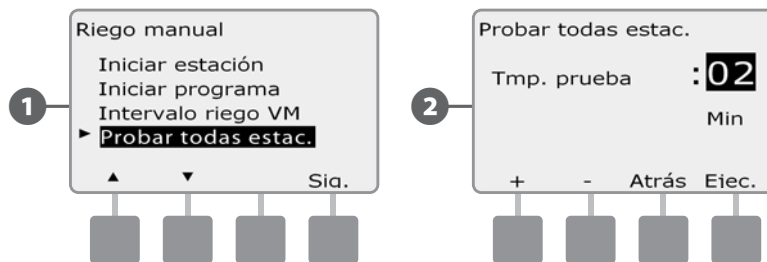 Riego manual
Iniciar estación
Iniciar programa
Intervalo riego VM
► Probar todas estac.
▲ ▼ Sig.
1
Probar todas estac.
Tmp. prueba :02
Min
+ - Atrás Ejec.
2